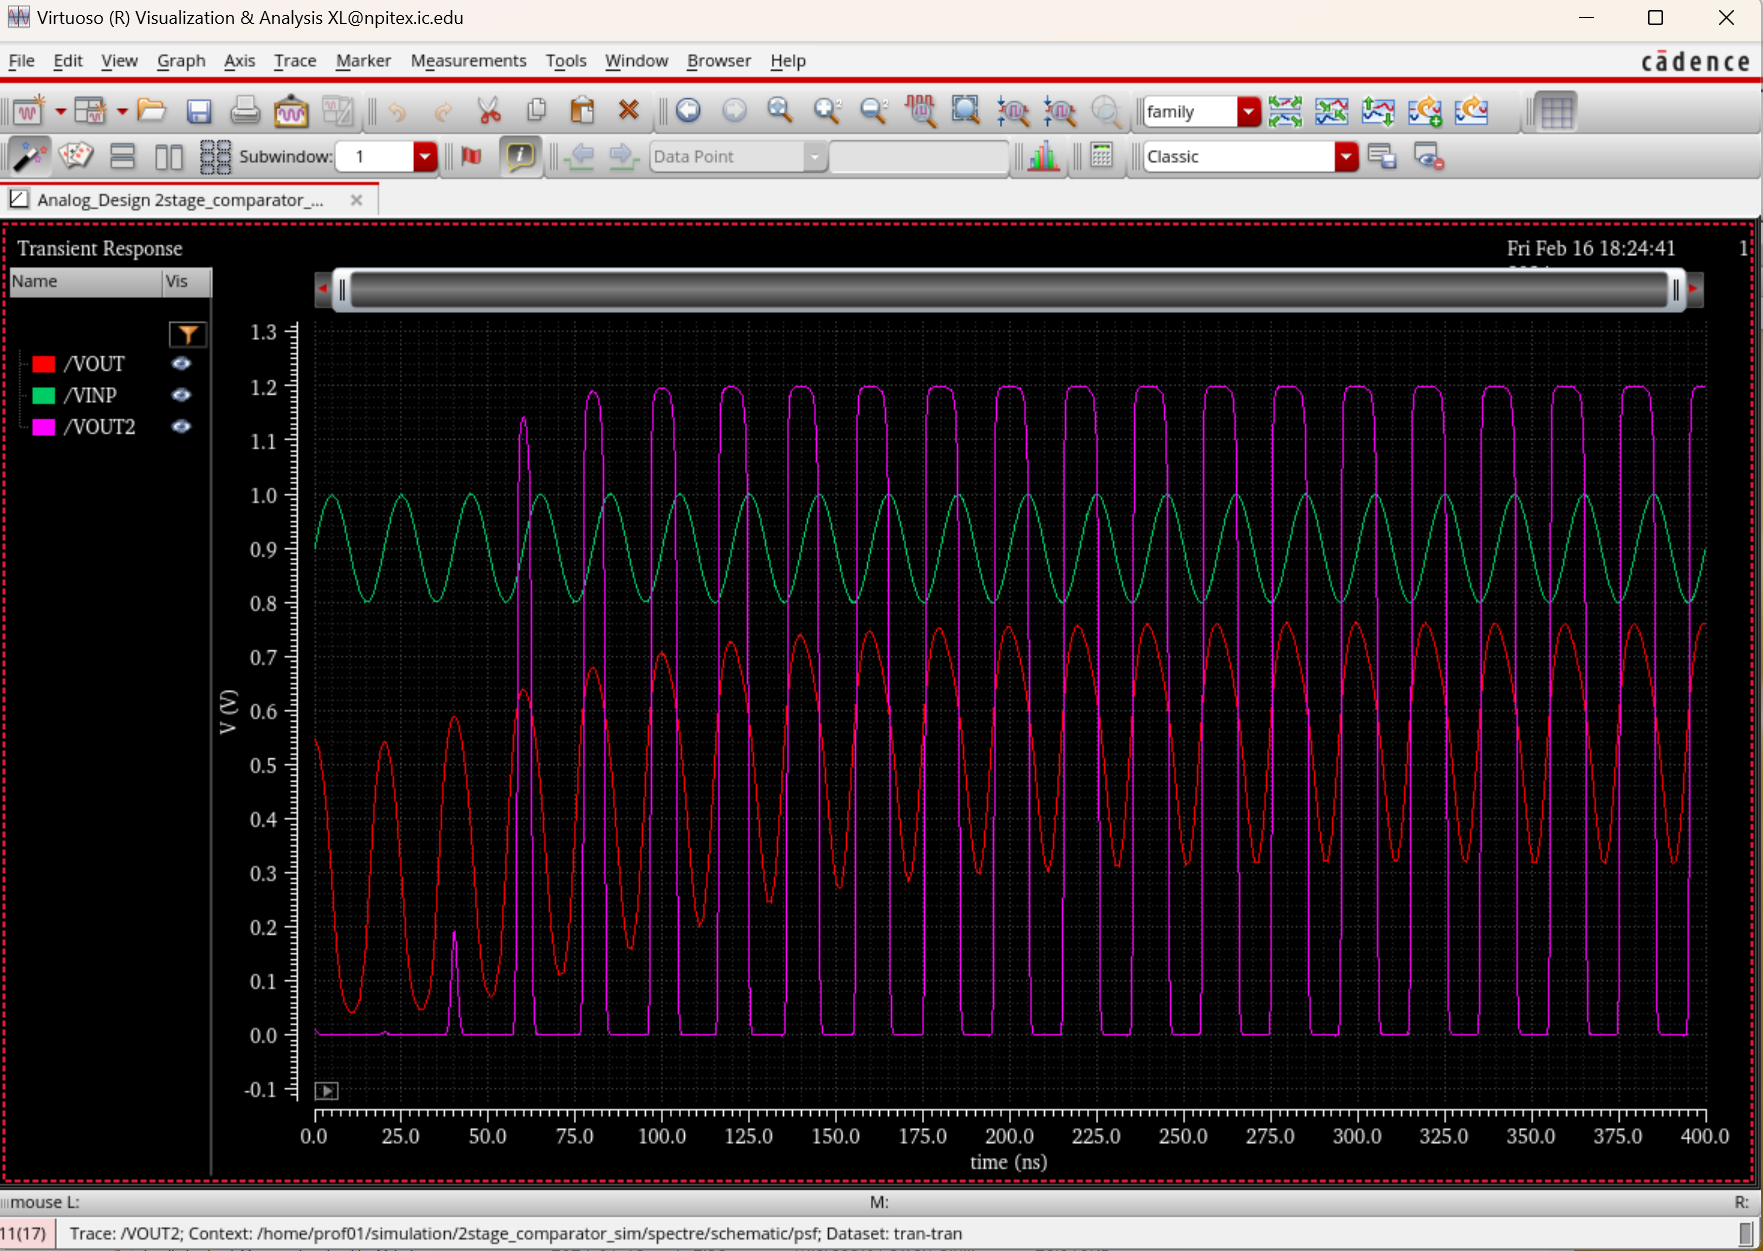 Virtuoso (R) Visualization & Analysis XL@npitex.ic.edu
File Edit View Graph Axis Trace Marker Measurements Tools Window Browser Help
cādence
family
Subwindow: 1
Data Point
Classic
Analog_Design 2stage_comparator_...
Transient Response
Fri Feb 16 18:24:41
1
Name Vis
/VOUT
/VINP
/VOUT2
1.3
1.2
1.1
1.0
0.9
0.8
0.7
0.6
0.5
0.4
0.3
0.2
0.1
0.0
-0.1
V (V)
0.0 25.0 50.0 75.0 100.0 125.0 150.0 175.0 200.0 225.0 250.0 275.0 300.0 325.0 350.0 375.0 400.0
time (ns)
mouse L: M: R:
11(17) Trace: /VOUT2; Context: /home/prof01/simulation/2stage_comparator_sim/spectre/schematic/psf; Dataset: tran-tran